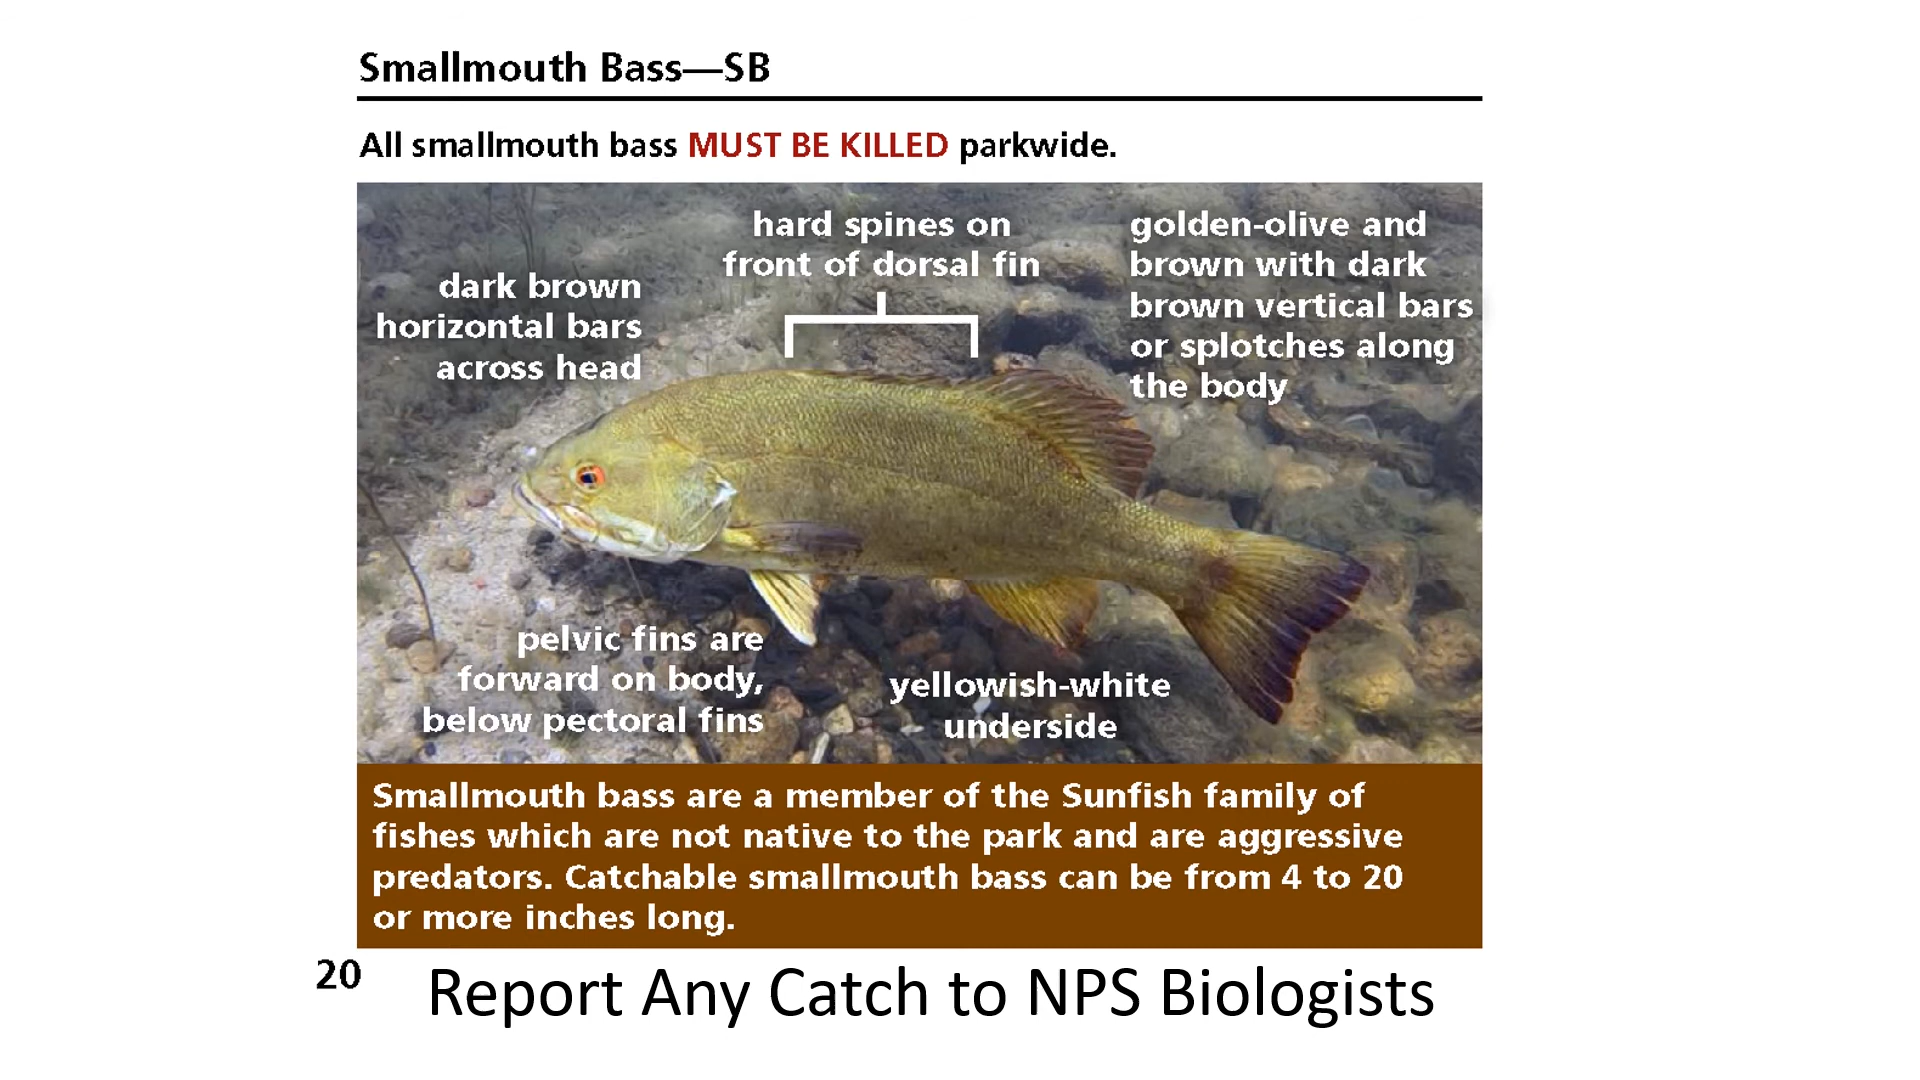 Smallmouth Bass—SB
All smallmouth bass MUST BE KILLED parkwide.
hard spines on
front of dorsal fin
golden-olive and
brown with dark
brown vertical bars
or splotches along
the body
dark brown
horizontal bars
across head
pelvic fins are
forward on body,
below pectoral fins
yellowish-white
underside
Smallmouth bass are a member of the Sunfish family of
fishes which are not native to the park and are aggressive
predators. Catchable smallmouth bass can be from 4 to 20
or more inches long.
20
Report Any Catch to NPS Biologists